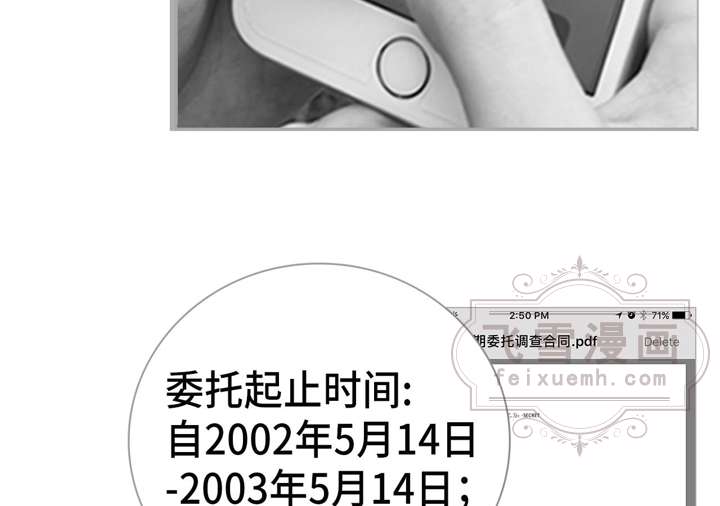 2:50 PM 71%
期委托调查合同.pdf Delete
飞雪漫画
feixuemh.com
委托起止时间:
自2002年5月14日
-2003年5月14日;